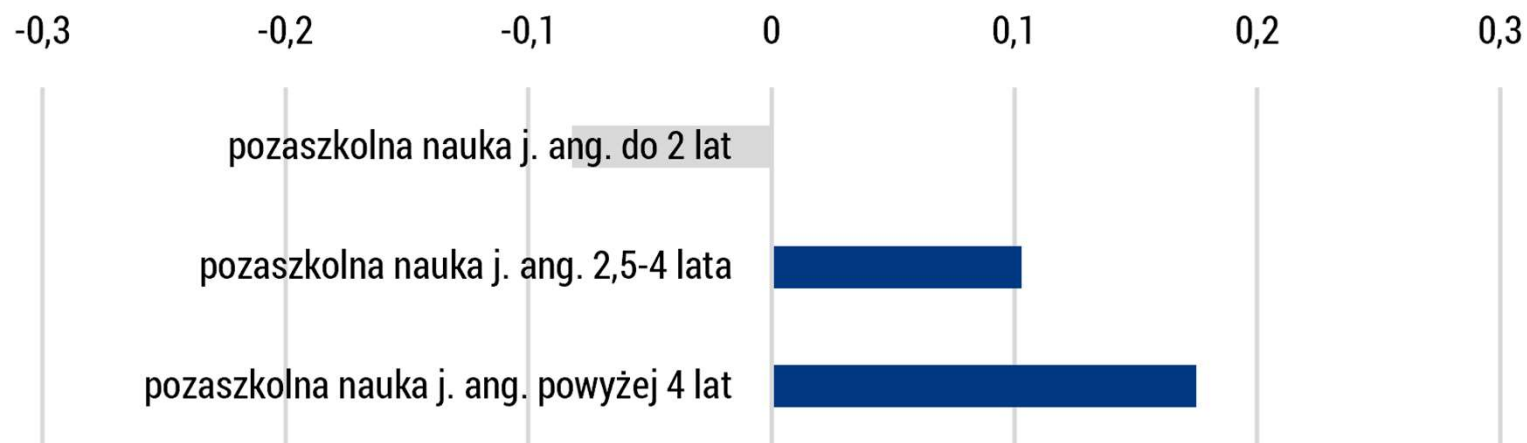 -0,3 -0,2 -0,1 0 0,1 0,2 0,3
pozaszkolna nauka j. ang. do 2 lat
pozaszkolna nauka j. ang. 2,5-4 lata
pozaszkolna nauka j. ang. powyżej 4 lat